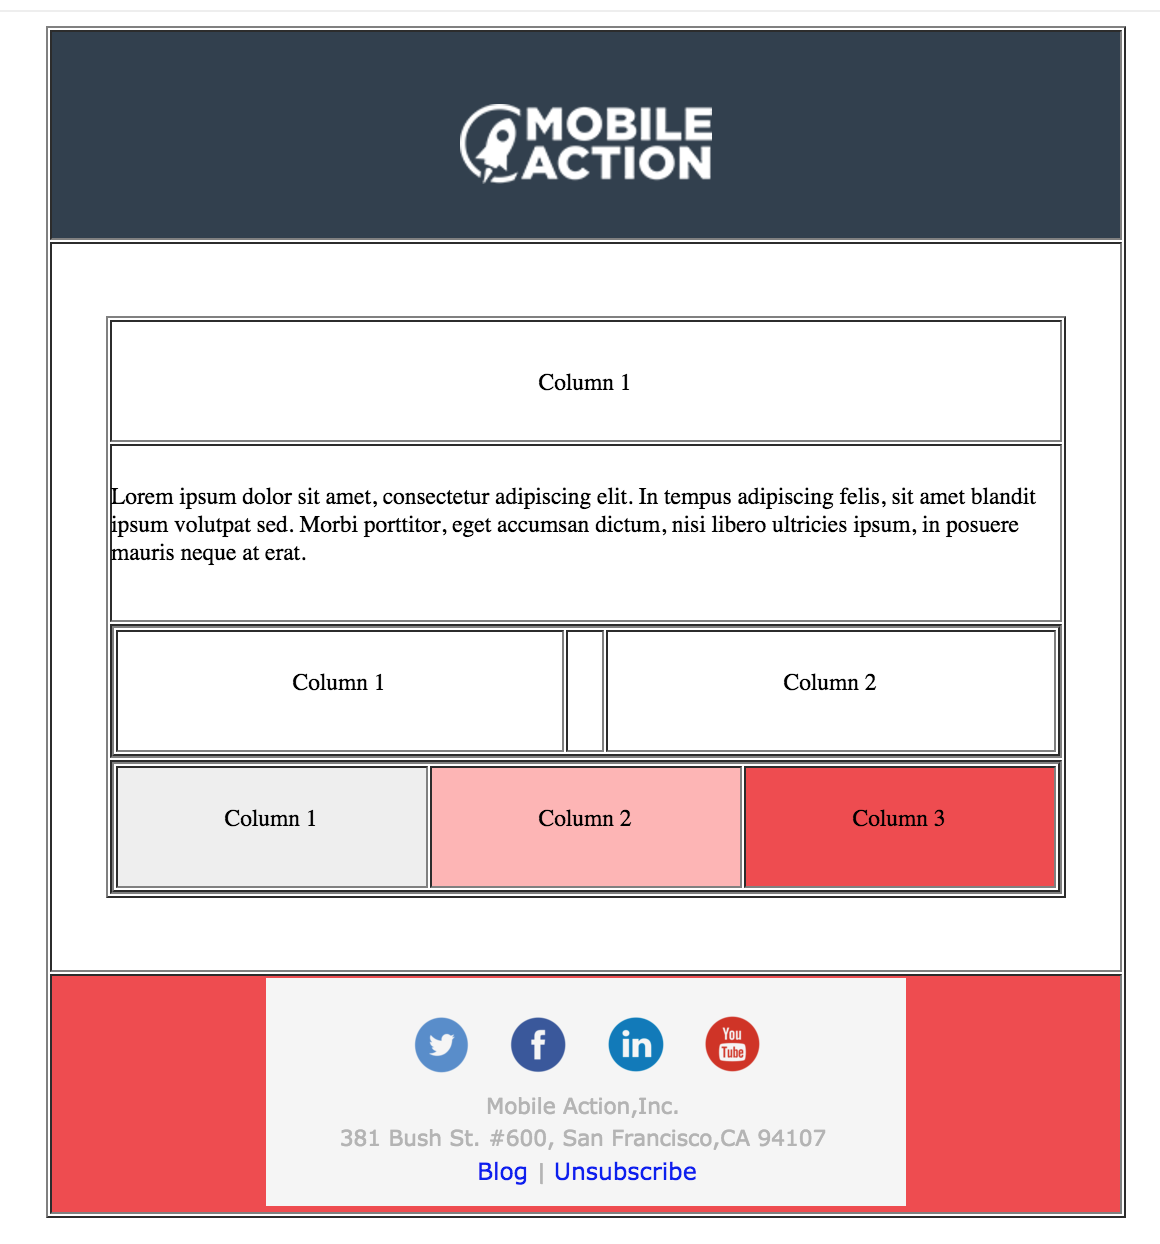 MOBILE
ACTION
Column 1
Lorem ipsum dolor sit amet, consectetur adipiscing elit. In tempus adipiscing felis, sit amet blandit
ipsum volutpat sed. Morbi porttitor, eget accumsan dictum, nisi libero ultricies ipsum, in posuere
mauris neque at erat.
Column 1 Column 2
Column 1 Column 2 Column 3
f in You Tube
Mobile Action,Inc.
381 Bush St. #600, San Francisco,CA 94107
Blog | Unsubscribe